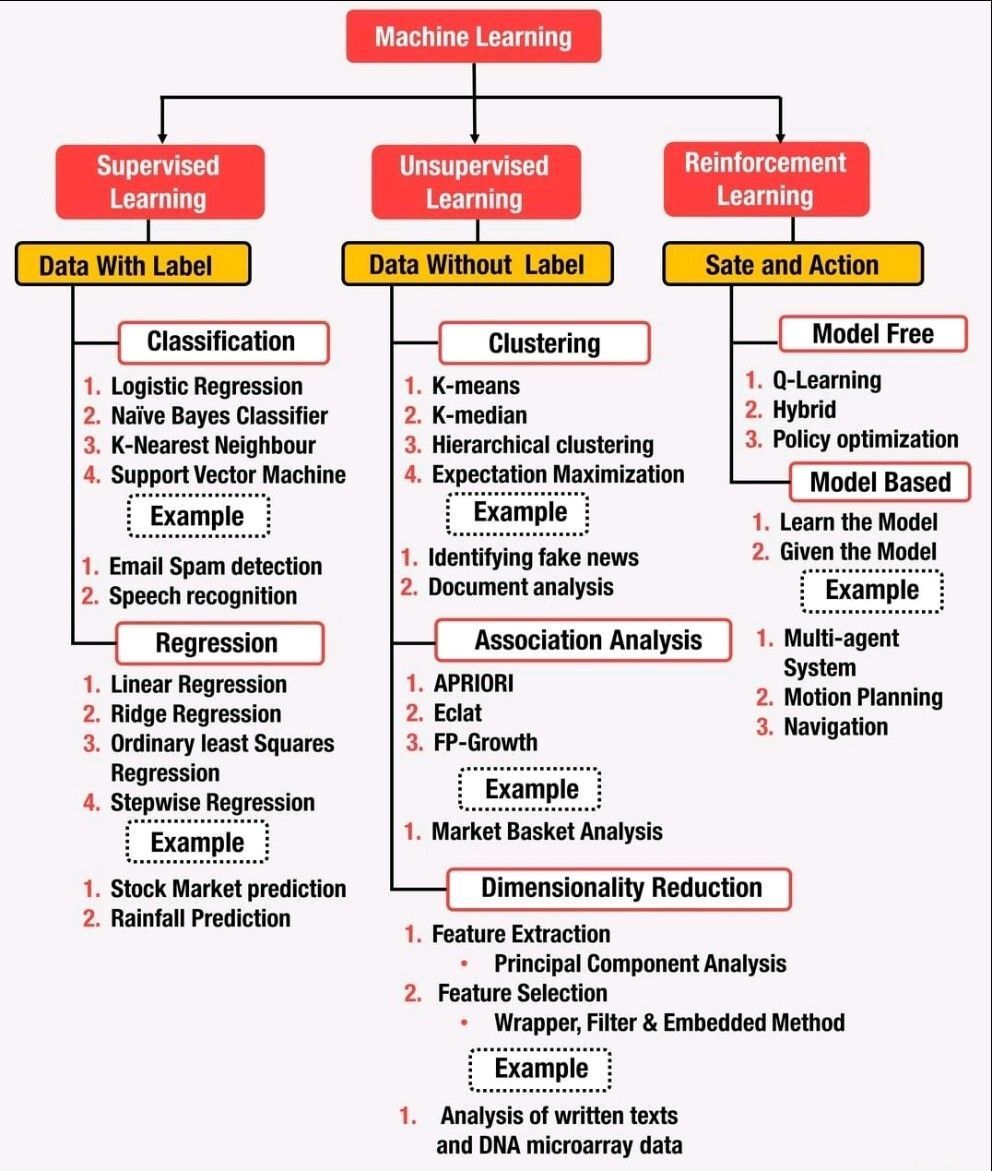 Machine Learning
Supervised
Learning
Data With Label
Classification
1. Logistic Regression
2. Naïve Bayes Classifier
3. K-Nearest Neighbour
4. Support Vector Machine
Example
1. Email Spam detection
2. Speech recognition
Regression
1. Linear Regression
2. Ridge Regression
3. Ordinary least Squares
Regression
4. Stepwise Regression
Example
1. Stock Market prediction
2. Rainfall Prediction
Unsupervised
Learning
Data Without Label
Clustering
1. K-means
2. K-median
3. Hierarchical clustering
4. Expectation Maximization
Example
1. Identifying fake news
2. Document analysis
Association Analysis
1. APRIORI
2. Eclat
3. FP-Growth
Example
1. Market Basket Analysis
Dimensionality Reduction
1. Feature Extraction
• Principal Component Analysis
2. Feature Selection
• Wrapper, Filter & Embedded Method
Example
1. Analysis of written texts
and DNA microarray data
Reinforcement
Learning
Sate and Action
Model Free
1. Q-Learning
2. Hybrid
3. Policy optimization
Model Based
1. Learn the Model
2. Given the Model
Example
1. Multi-agent
System
2. Motion Planning
3. Navigation